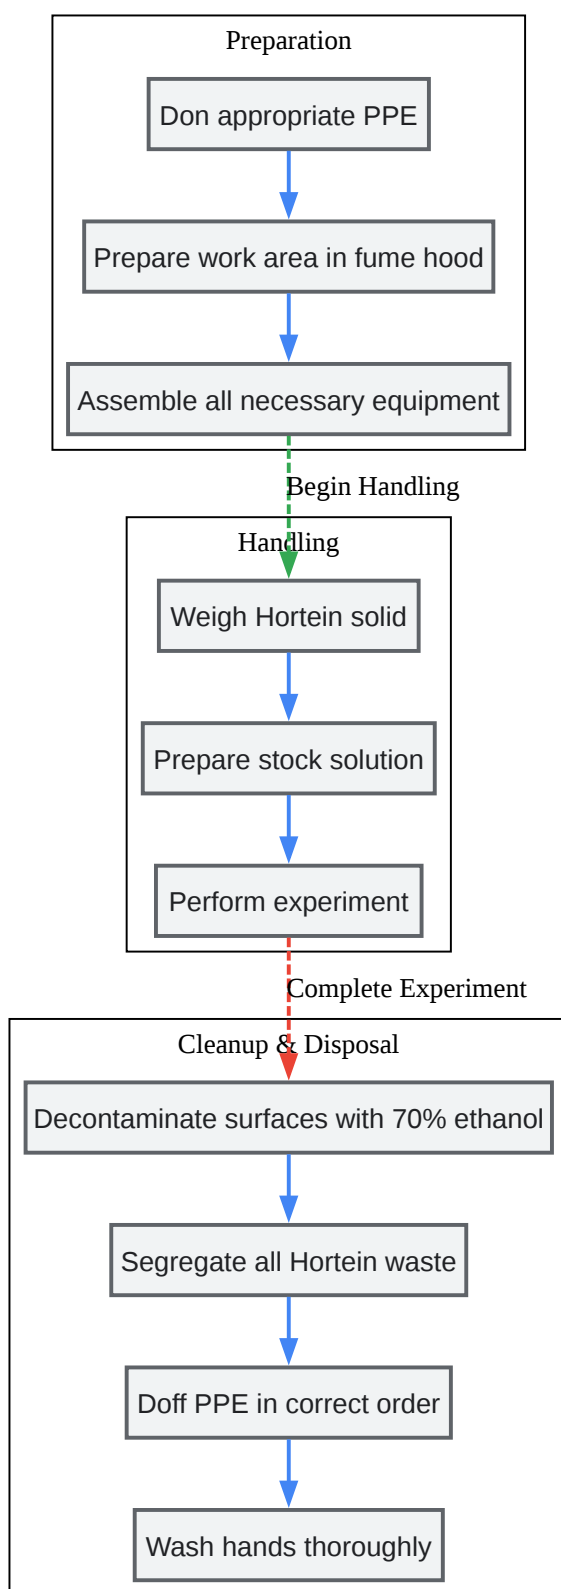 Preparation
Don appropriate PPE
Prepare work area in fume hood
Assemble all necessary equipment
Begin Handling
Handling
Weigh Hortein solid
Prepare stock solution
Perform experiment
Complete Experiment
Cleanup & Disposal
Decontaminate surfaces with 70% ethanol
Segregate all Hortein waste
Doff PPE in correct order
Wash hands thoroughly